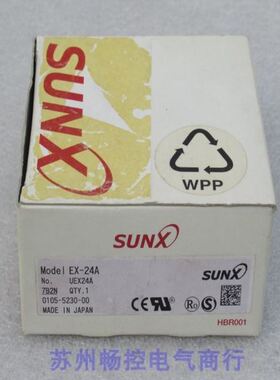 SUNX
WPP
SUNX
Model EX-24A
No. UEX24A
7B2N QTY.1
0105-5230-00
MADE IN JAPAN
SUNX
CE
HBR001
苏州畅控电气商行